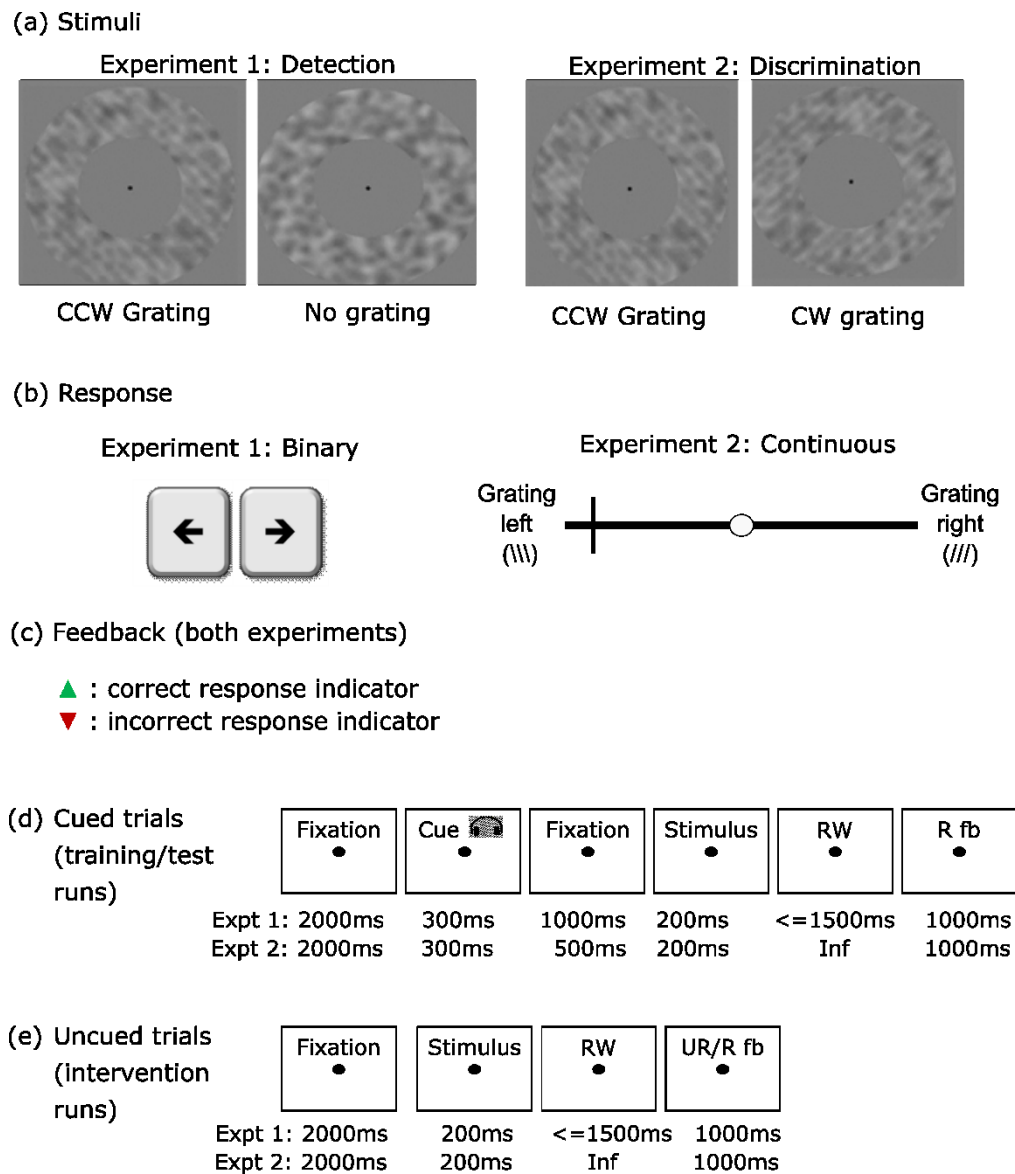 (a) Stimuli
Experiment 1: Detection
Experiment 2: Discrimination
CCW Grating
No grating
CCW Grating
CW grating
(b) Response
Experiment 1: Binary
Experiment 2: Continuous
Grating
left
(\\\)
Grating
right
(///)
(c) Feedback (both experiments)
: correct response indicator
: incorrect response indicator
(d) Cued trials
(training/test
runs)
Fixation Cue Fixation Stimulus RW R fb
Expt 1: 2000ms 300ms 1000ms 200ms <=1500ms 1000ms
Expt 2: 2000ms 300ms 500ms 200ms Inf 1000ms
(e) Uncued trials
(intervention
runs)
Fixation Stimulus RW UR/R fb
Expt 1: 2000ms 200ms <=1500ms 1000ms
Expt 2: 2000ms 200ms Inf 1000ms